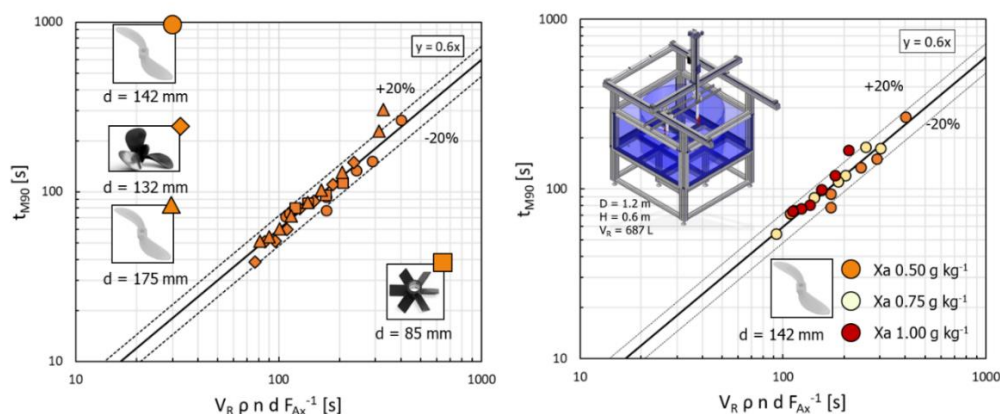 1000
100
10
t_M90 [s]
d = 142 mm
d = 132 mm
d = 175 mm
y = 0.6x
+20%
-20%
d = 85 mm
10
100
1000
V_R ρ n d F_Ax^-1 [s]
1000
100
10
t_M90 [s]
y = 0.6x
+20%
-20%
D = 1.2 m
H = 0.6 m
V_R = 687 L
d = 142 mm
Xa 0.50 g kg^-1
Xa 0.75 g kg^-1
Xa 1.00 g kg^-1
10
100
1000
V_R ρ n d F_Ax^-1 [s]